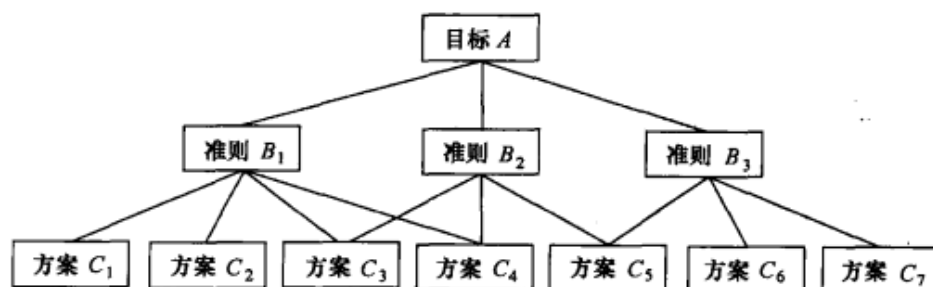 目标 A
准则 B₁ 准则 B₂ 准则 B₃
方案 C₁ 方案 C₂ 方案 C₃ 方案 C₄ 方案 C₅ 方案 C₆ 方案 C₇